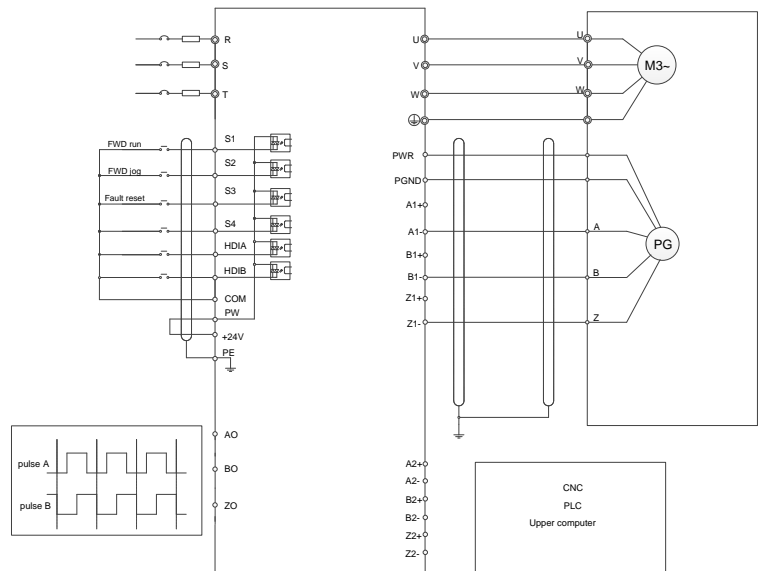 R
S
T
S1
FWD run
S2
FWD jog
S3
Fault reset
S4
HDIA
HDIB
COM
PW
+24V
PE
AO
BO
ZO
pulse A
pulse B
U
V
W
PWR
PGND
A1+
A1-
B1+
B1-
Z1+
Z1-
A2+
A2-
B2+
B2-
Z2+
Z2-
U
V
W
M3~
A
B
Z
PG
CNC
PLC
Upper computer